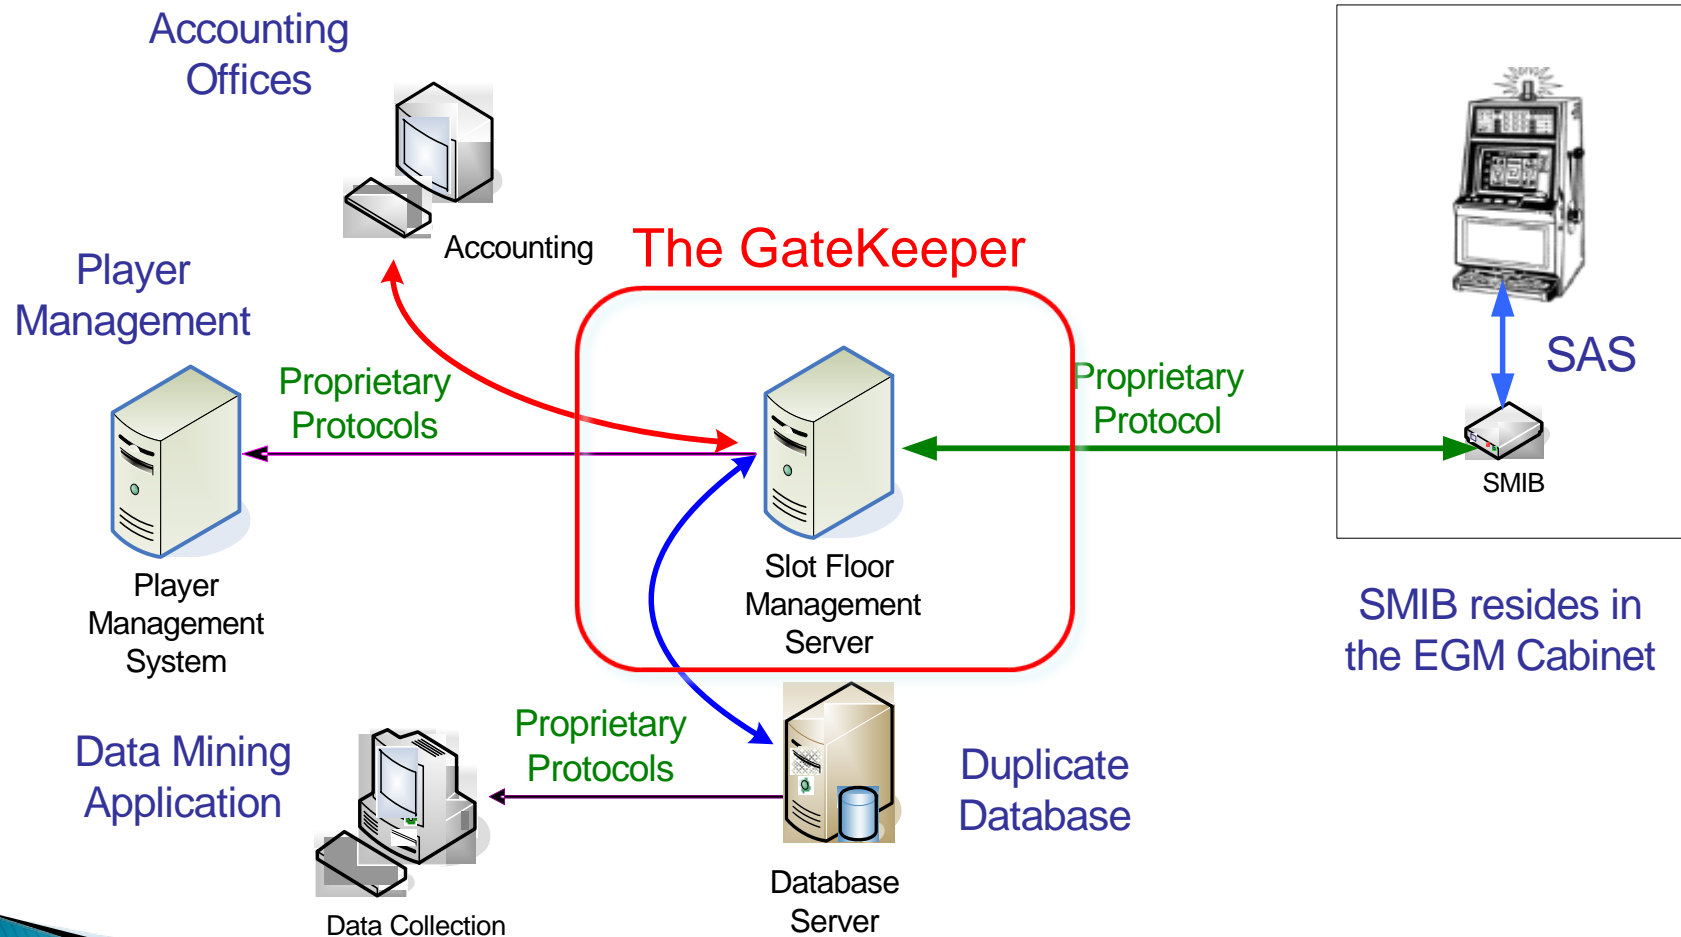 Accounting
Offices
Accounting
The GateKeeper
Player
Management
Proprietary
Protocols
Proprietary
Protocol
SAS
SMIB
Player
Management
System
Slot Floor
Management
Server
SMIB resides in
the EGM Cabinet
Data Mining
Application
Proprietary
Protocols
Duplicate
Database
Data Collection
Database
Server